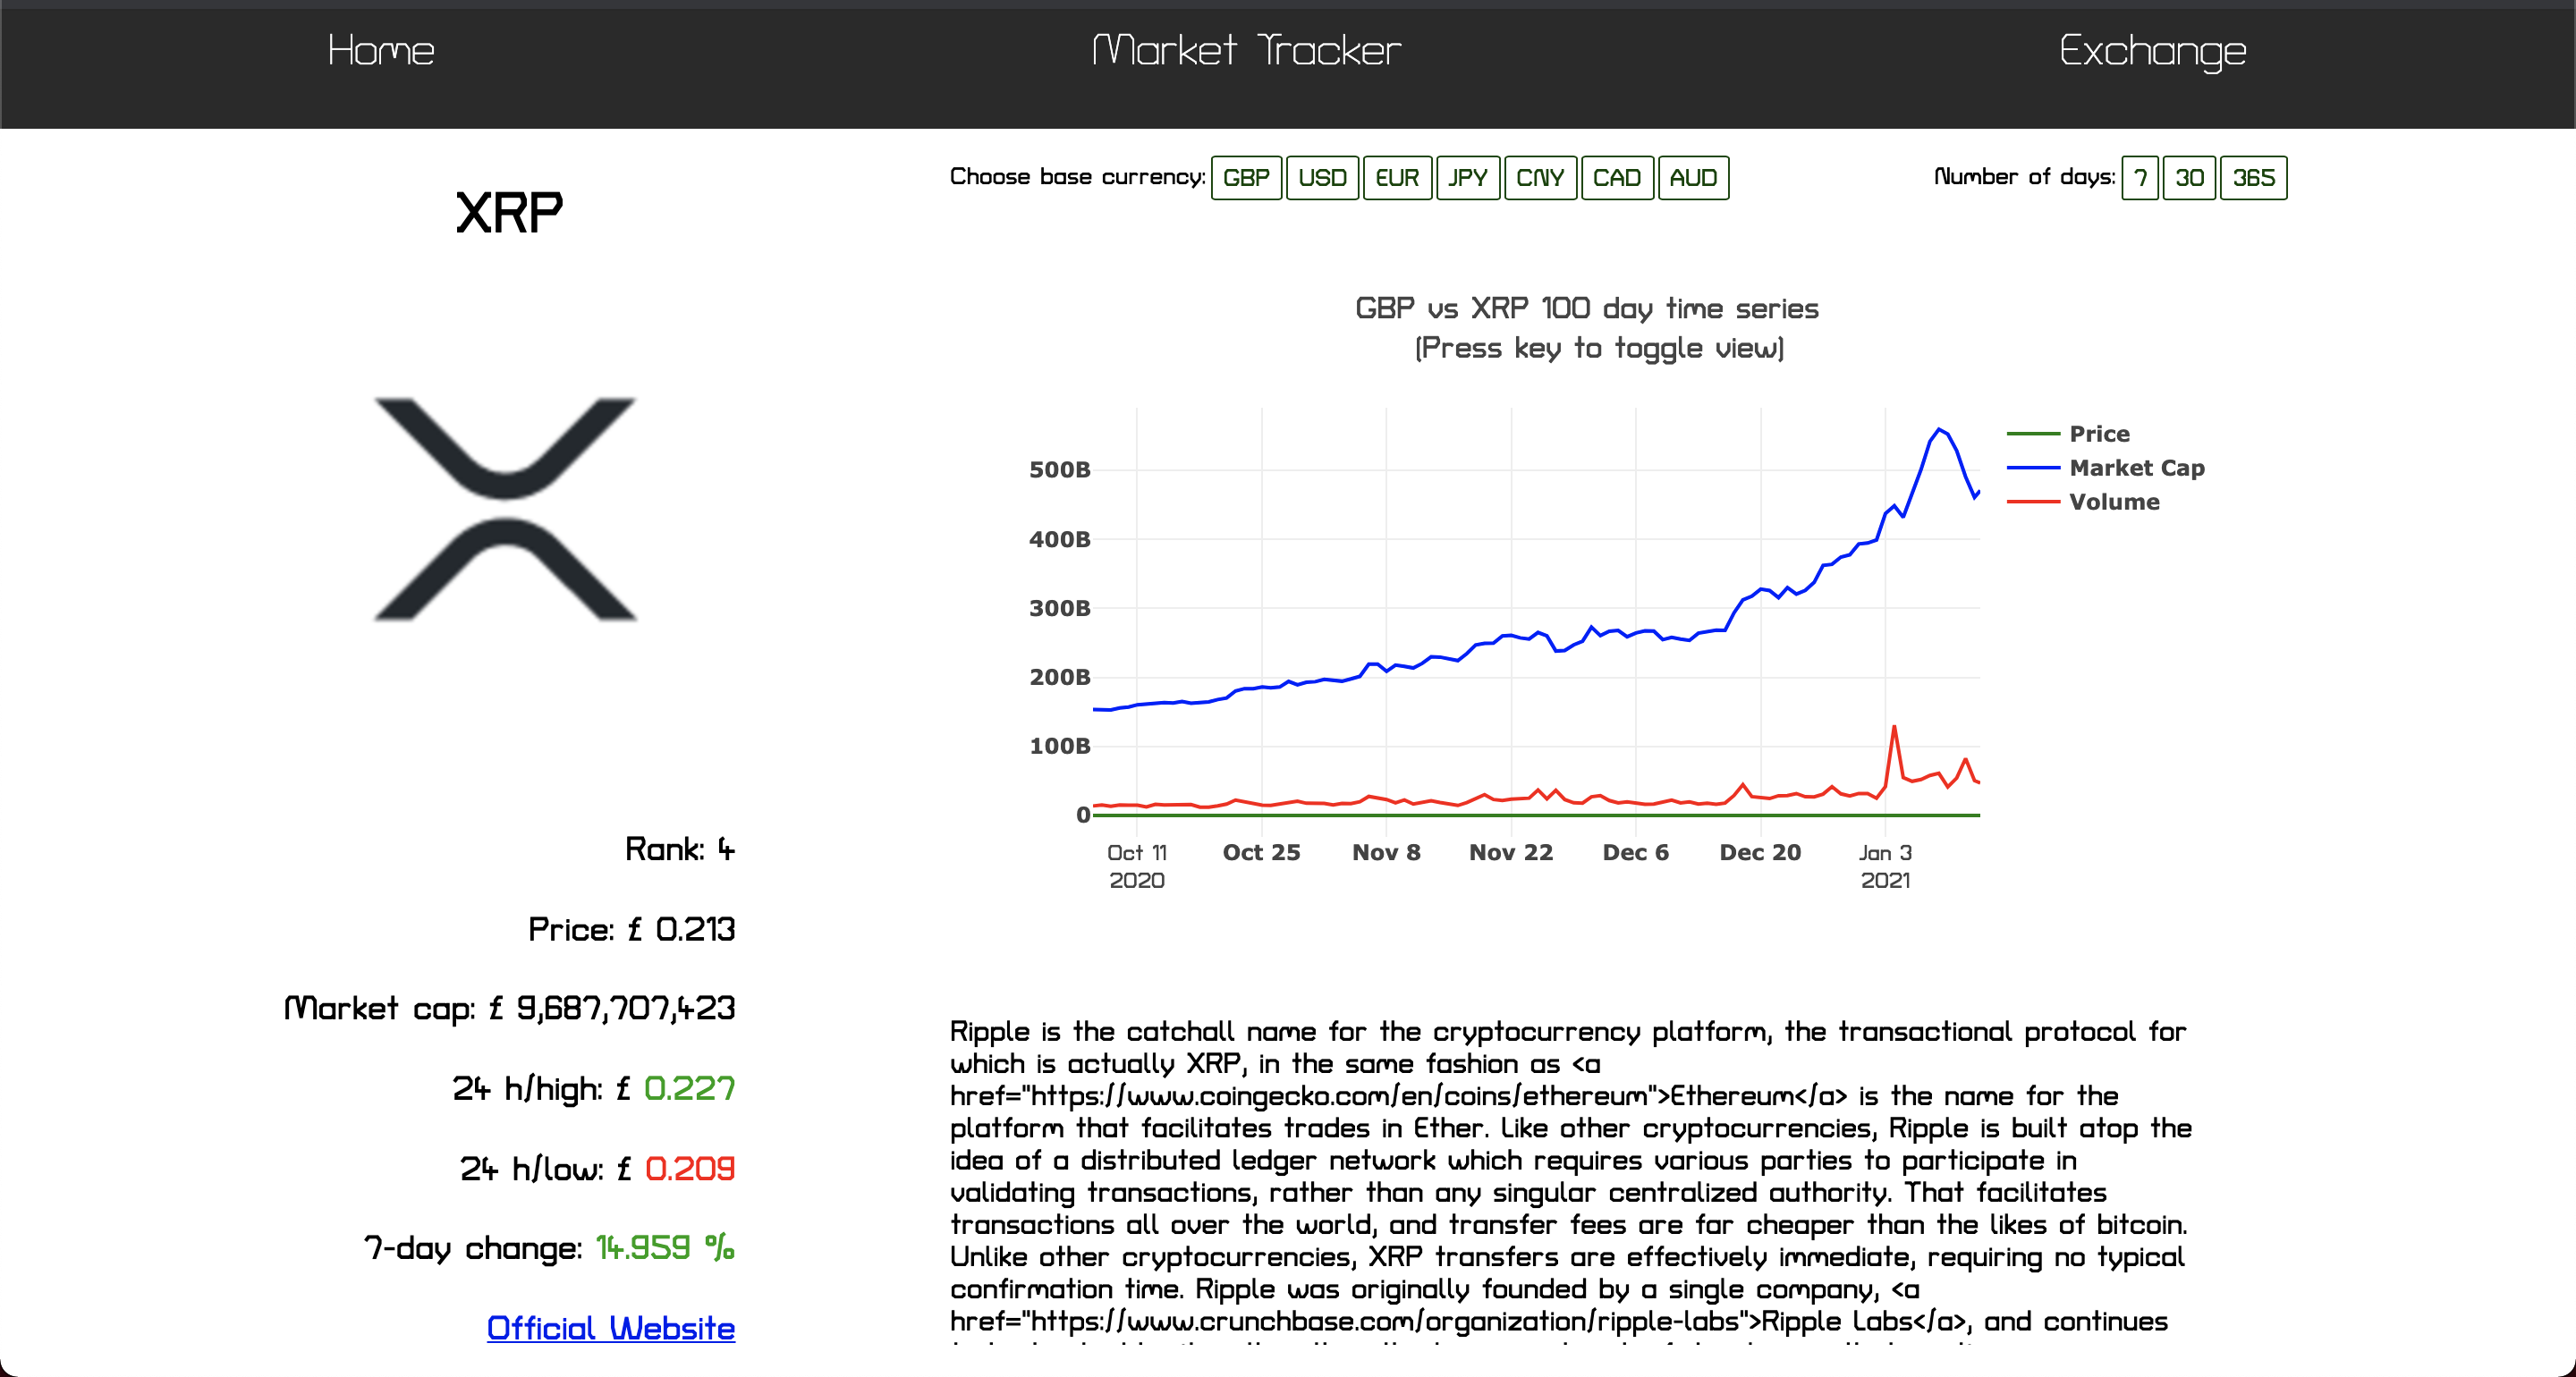 Home Market Tracker Exchange
XRP
Rank: 4
Price: £ 0.213
Market cap: £ 9,687,707,423
24 h/high: £ 0.227
24 h/low: £ 0.209
7-day change: 14.959 %
Official Website
Choose base currency: GBP USD EUR JPY CNY CAD AUD
Number of days: 7 30 365
GBP vs XRP 100 day time series
(Press key to toggle view)
500B
400B
300B
200B
100B
0
Oct 11 Oct 25 Nov 8 Nov 22 Dec 6 Dec 20 Jan 3
2020 2021
Price
Market Cap
Volume
Ripple is the catchall name for the cryptocurrency platform, the transactional protocol for
which is actually XRP, in the same fashion as <a
href="https://www.coingecko.com/en/coins/ethereum">Ethereum</a> is the name for the
platform that facilitates trades in Ether. Like other cryptocurrencies, Ripple is built atop the
idea of a distributed ledger network which requires various parties to participate in
validating transactions, rather than any singular centralized authority. That facilitates
transactions all over the world, and transfer fees are far cheaper than the likes of bitcoin.
Unlike other cryptocurrencies, XRP transfers are effectively immediate, requiring no typical
confirmation time. Ripple was originally founded by a single company, <a
href="https://www.crunchbase.com/organization/ripple-labs">Ripple Labs</a>, and continues